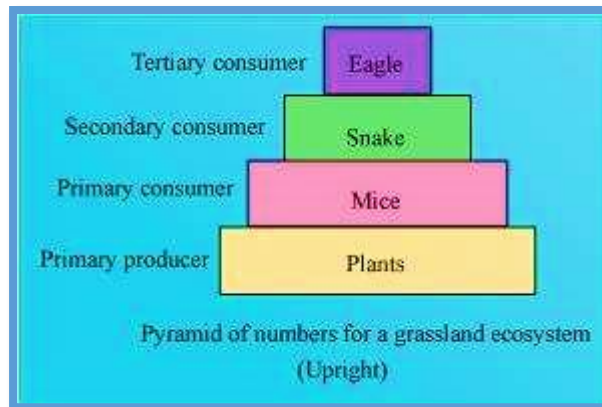 Tertiary consumer Eagle
Secondary consumer Snake
Primary consumer Mice
Primary producer Plants
Pyramid of numbers for a grassland ecosystem
(Upright)